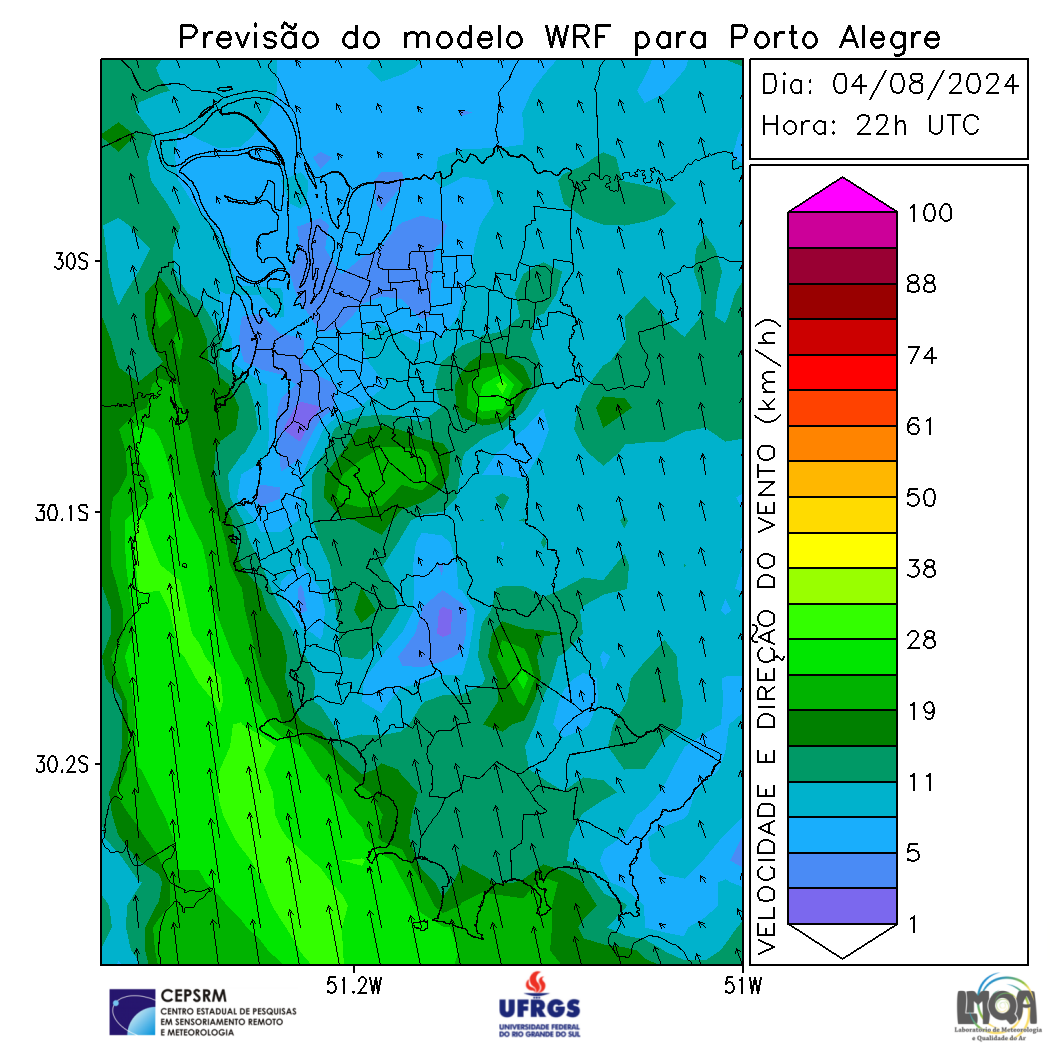 Previsão do modelo WRF para Porto Alegre
Dia: 04/08/2024
Hora: 22h UTC
30S
30.1S
30.2S
51.2W
51W
VELOCIDADE E DIREÇÃO DO VENTO (km/h)
100
88
74
61
50
38
28
19
11
5
1
CEPSRM
CENTRO ESTADUAL DE PESQUISAS
EM SENSORIAMENTO REMOTO
E METEOROLOGIA
UFRGS
UNIVERSIDADE FEDERAL
DO RIO GRANDE DO SUL
LMQA
Laboratório de Meteorologia
e Qualidade do Ar